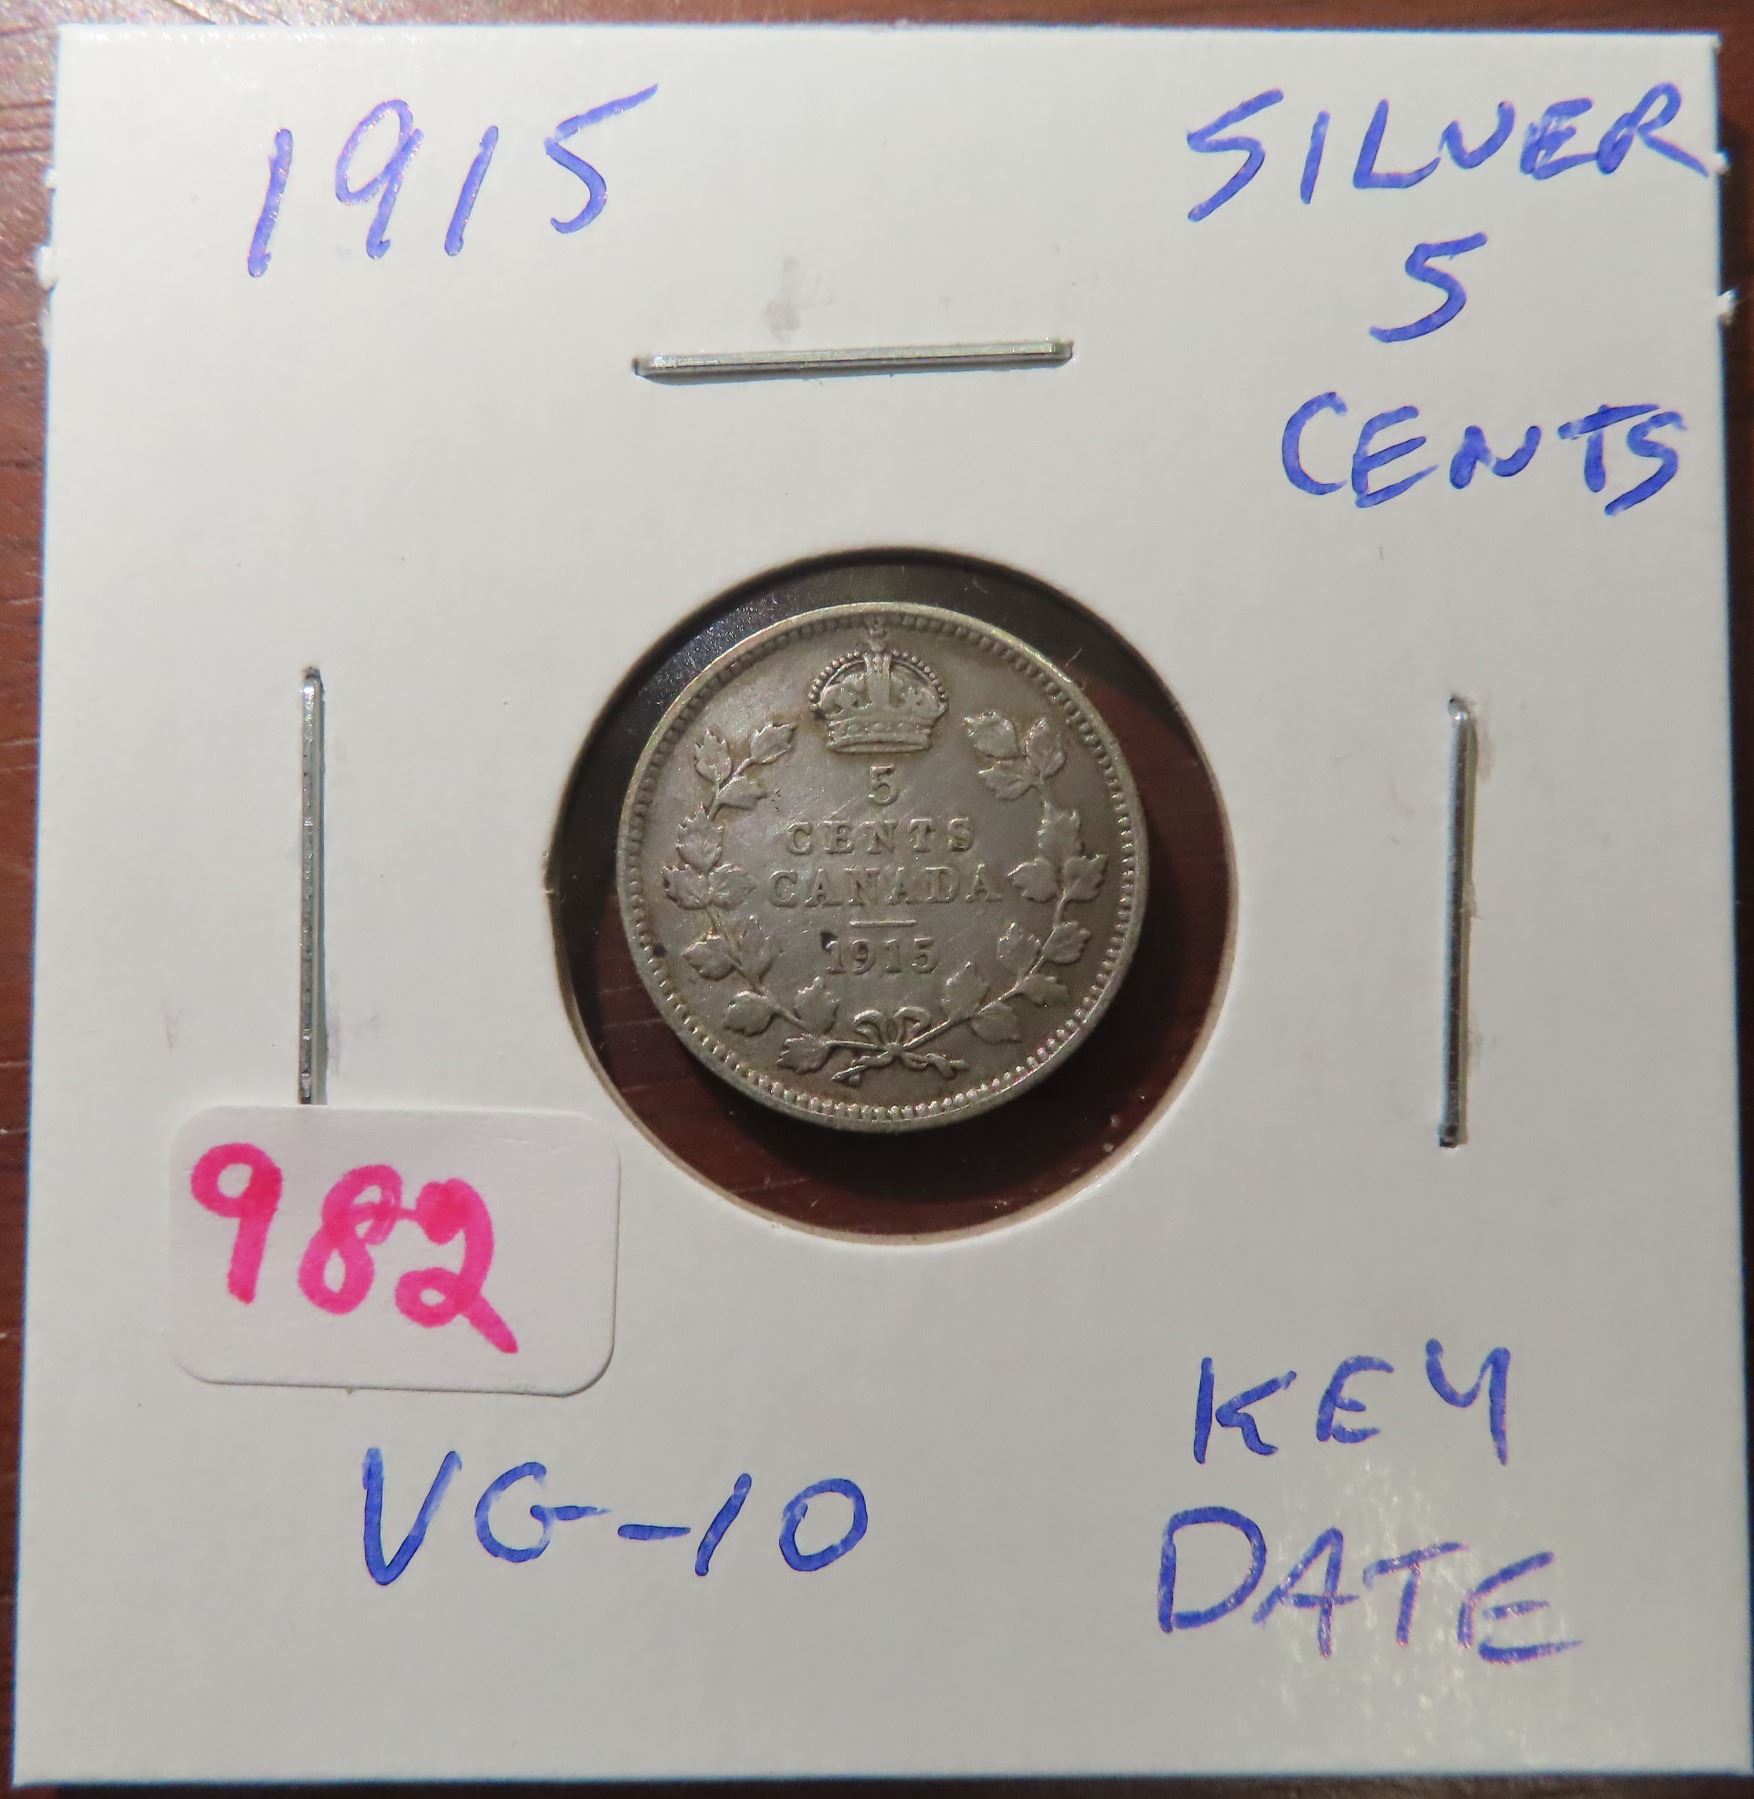 1915
SILVER
5
CENTS
5
CENTS
CANADA
1915
982
VG-10
KEY
DATE